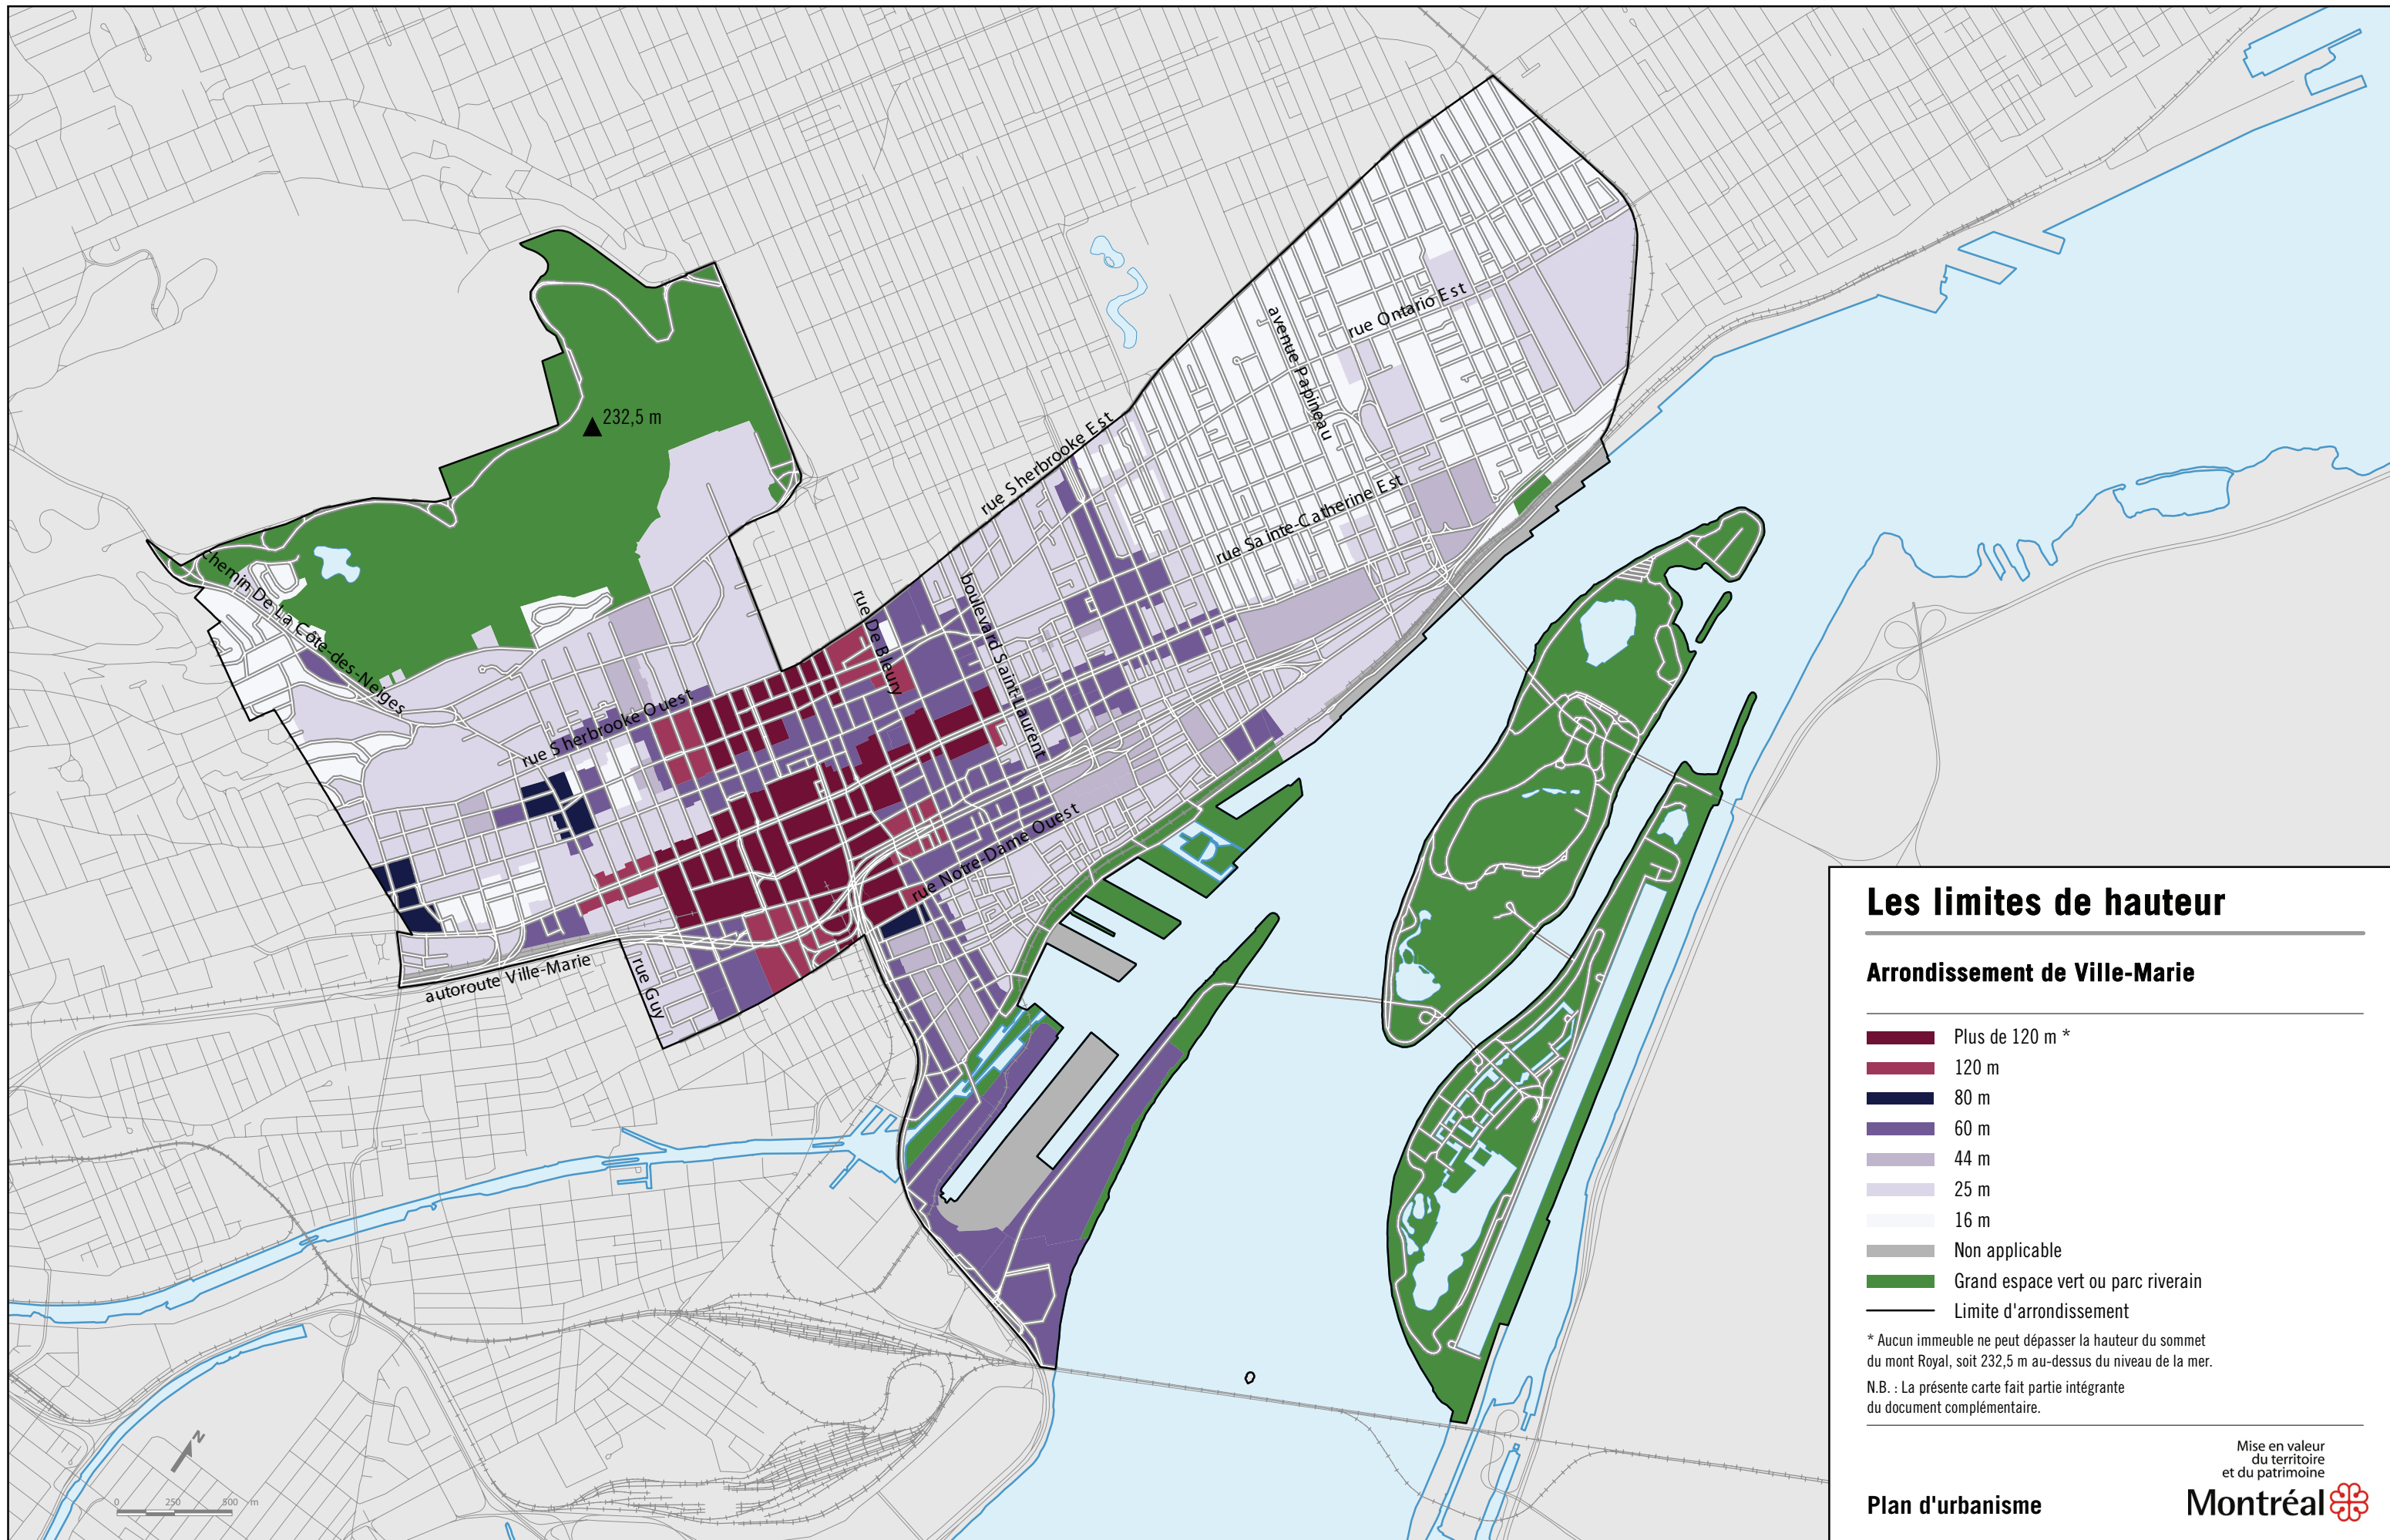 232,5 m
chemin De La Côte-des-Neiges
rue Sherbrooke Ouest
rue De Bleury
boulevard Saint-Laurent
rue Sherbrooke Est
avenue Papineau
rue Ontario Est
rue Sainte-Catherine Est
rue Notre-Dame Ouest
autoroute Ville-Marie
rue Guy
N
0 250 500 m
Les limites de hauteur
Arrondissement de Ville-Marie
Plus de 120 m *
120 m
80 m
60 m
44 m
25 m
16 m
Non applicable
Grand espace vert ou parc riverain
Limite d'arrondissement
* Aucun immeuble ne peut dépasser la hauteur du sommet
du mont Royal, soit 232,5 m au-dessus du niveau de la mer.
N.B. : La présente carte fait partie intégrante
du document complémentaire.
Mise en valeur
du territoire
et du patrimoine
Plan d'urbanisme
Montréal